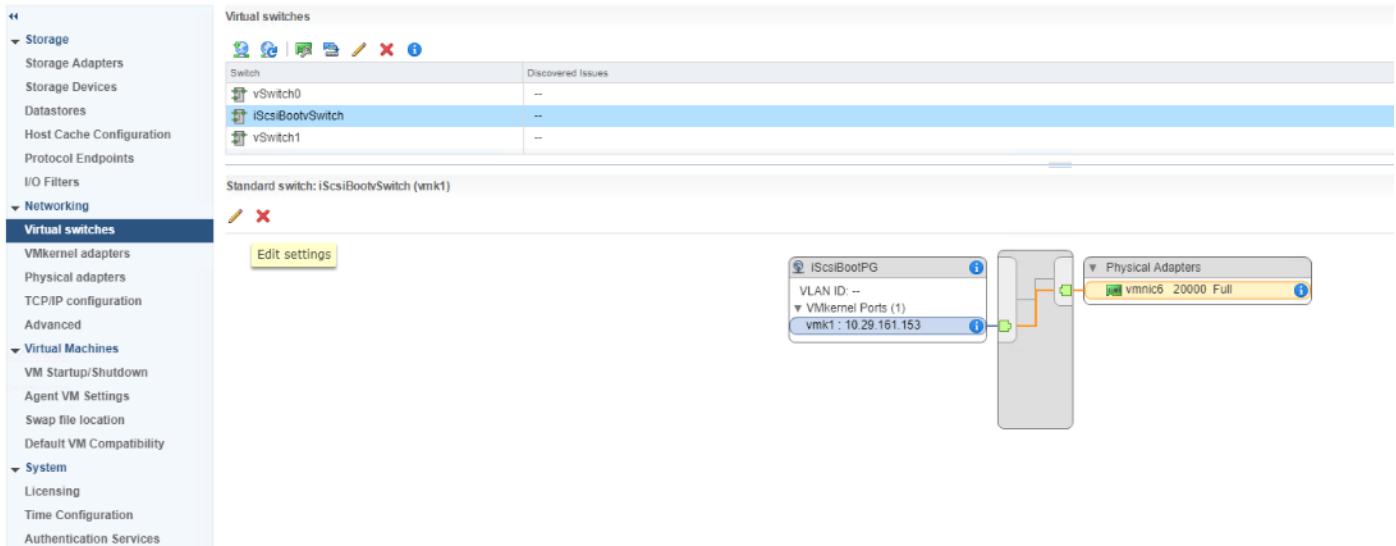 Storage
Storage Adapters
Storage Devices
Datastores
Host Cache Configuration
Protocol Endpoints
I/O Filters
Networking
Virtual switches
VMkernel adapters
Physical adapters
TCP/IP configuration
Advanced
Virtual Machines
VM Startup/Shutdown
Agent VM Settings
Swap file location
Default VM Compatibility
System
Licensing
Time Configuration
Authentication Services
Virtual switches
Switch Discovered Issues
vSwitch0 --
iScsiBootvSwitch --
vSwitch1 --
Standard switch: iScsiBootvSwitch (vmk1)
Edit settings
iScsiBootPG
VLAN ID: --
VMkernel Ports (1)
vmk1 : 10.29.161.153
Physical Adapters
vmnic6 20000 Full